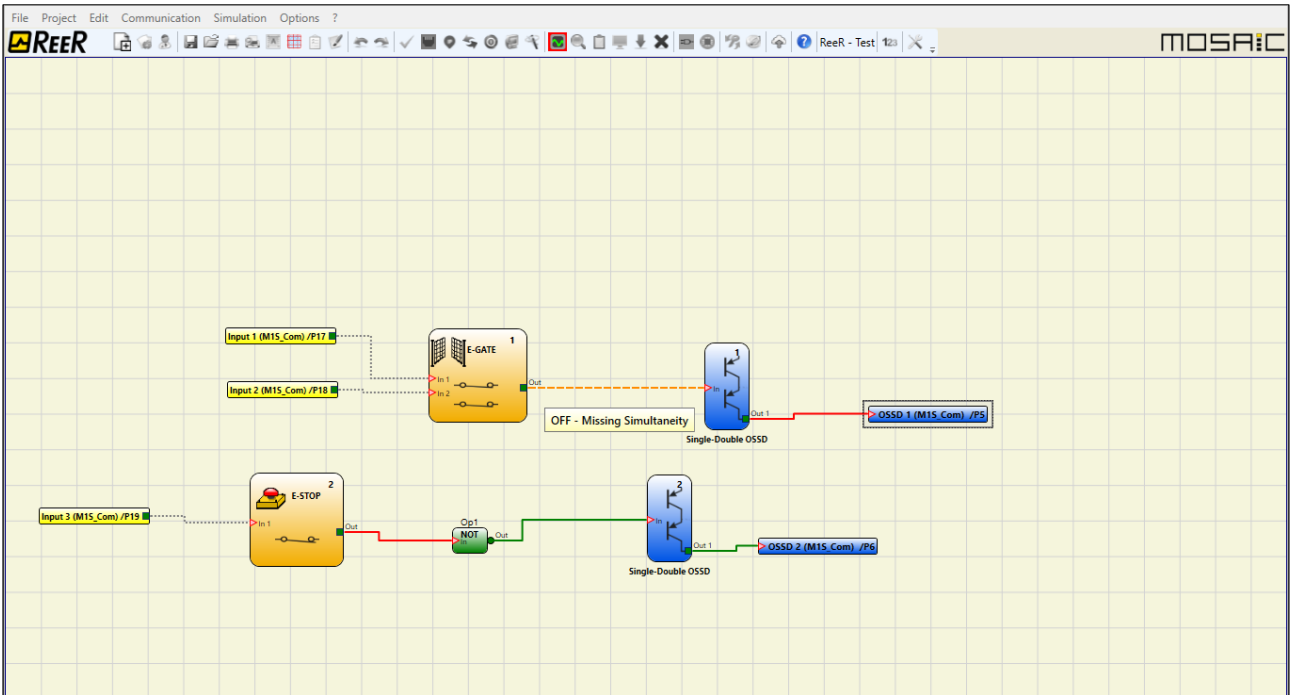 File Project Edit Communication Simulation Options ?
REER ReeR - Test 123 MOSAIC
Input 1 (M1S_Com) /P17
1
E-GATE
In 1
In 2
Out
Input 2 (M1S_Com) /P18
OFF - Missing Simultaneity
1
In
Out 1
Single-Double OSSD
OSSD 1 (M1S_Com) /P5
2
E-STOP
In 1
Out
Input 3 (M1S_Com) /P19
Op1
NOT
In
Out
2
In
Out 1
Single-Double OSSD
OSSD 2 (M1S_Com) /P6